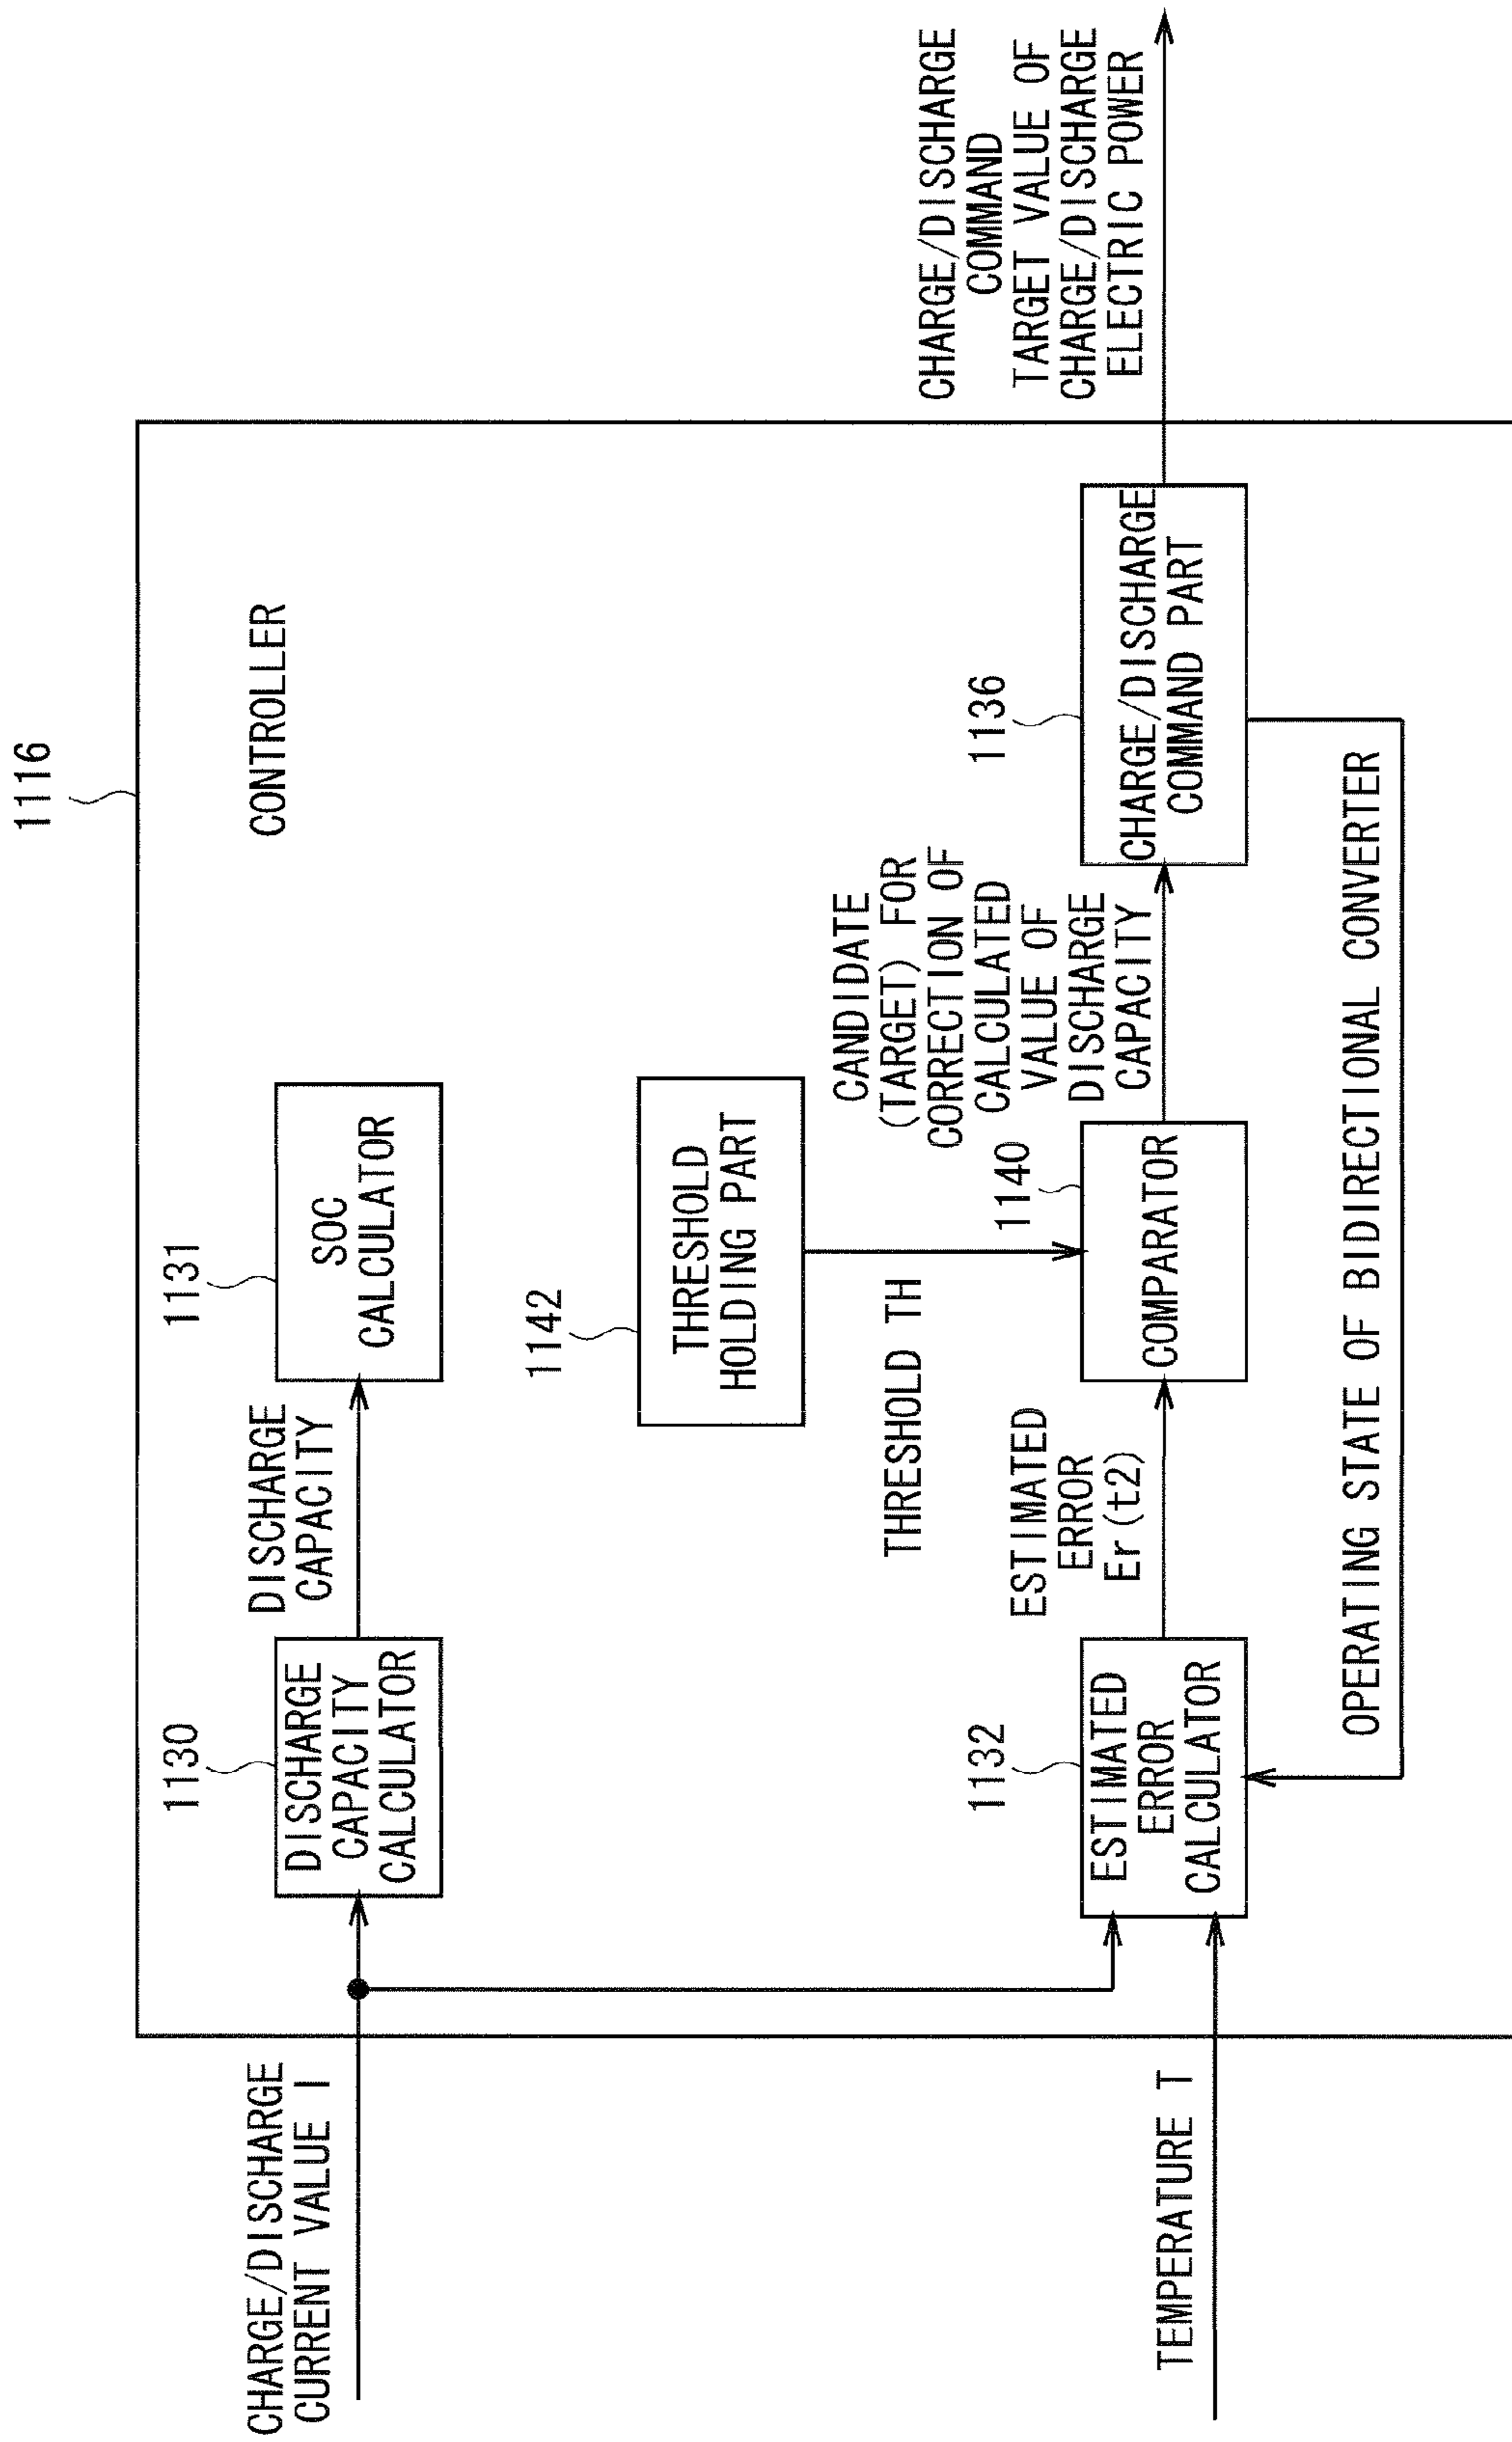 1116
CONTROLLER
CHARGE/DISCHARGE
CURRENT VALUE I
1130
DISCHARGE
CAPACITY
CALCULATOR
DISCHARGE
CAPACITY
1131
SOC
CALCULATOR
1142
THRESHOLD
HOLDING PART
THRESHOLD TH
TEMPERATURE T
1132
ESTIMATED
ERROR
CALCULATOR
ESTIMATED
ERROR
Er(t2)
1140
COMPARATOR
CANDIDATE
(TARGET) FOR
CORRECTION OF
CALCULATED
VALUE OF
DISCHARGE
CAPACITY
1136
CHARGE/DISCHARGE
COMMAND PART
CHARGE/DISCHARGE
COMMAND
TARGET VALUE OF
CHARGE/DISCHARGE
ELECTRIC POWER
OPERATING STATE OF BIDIRECTIONAL CONVERTER